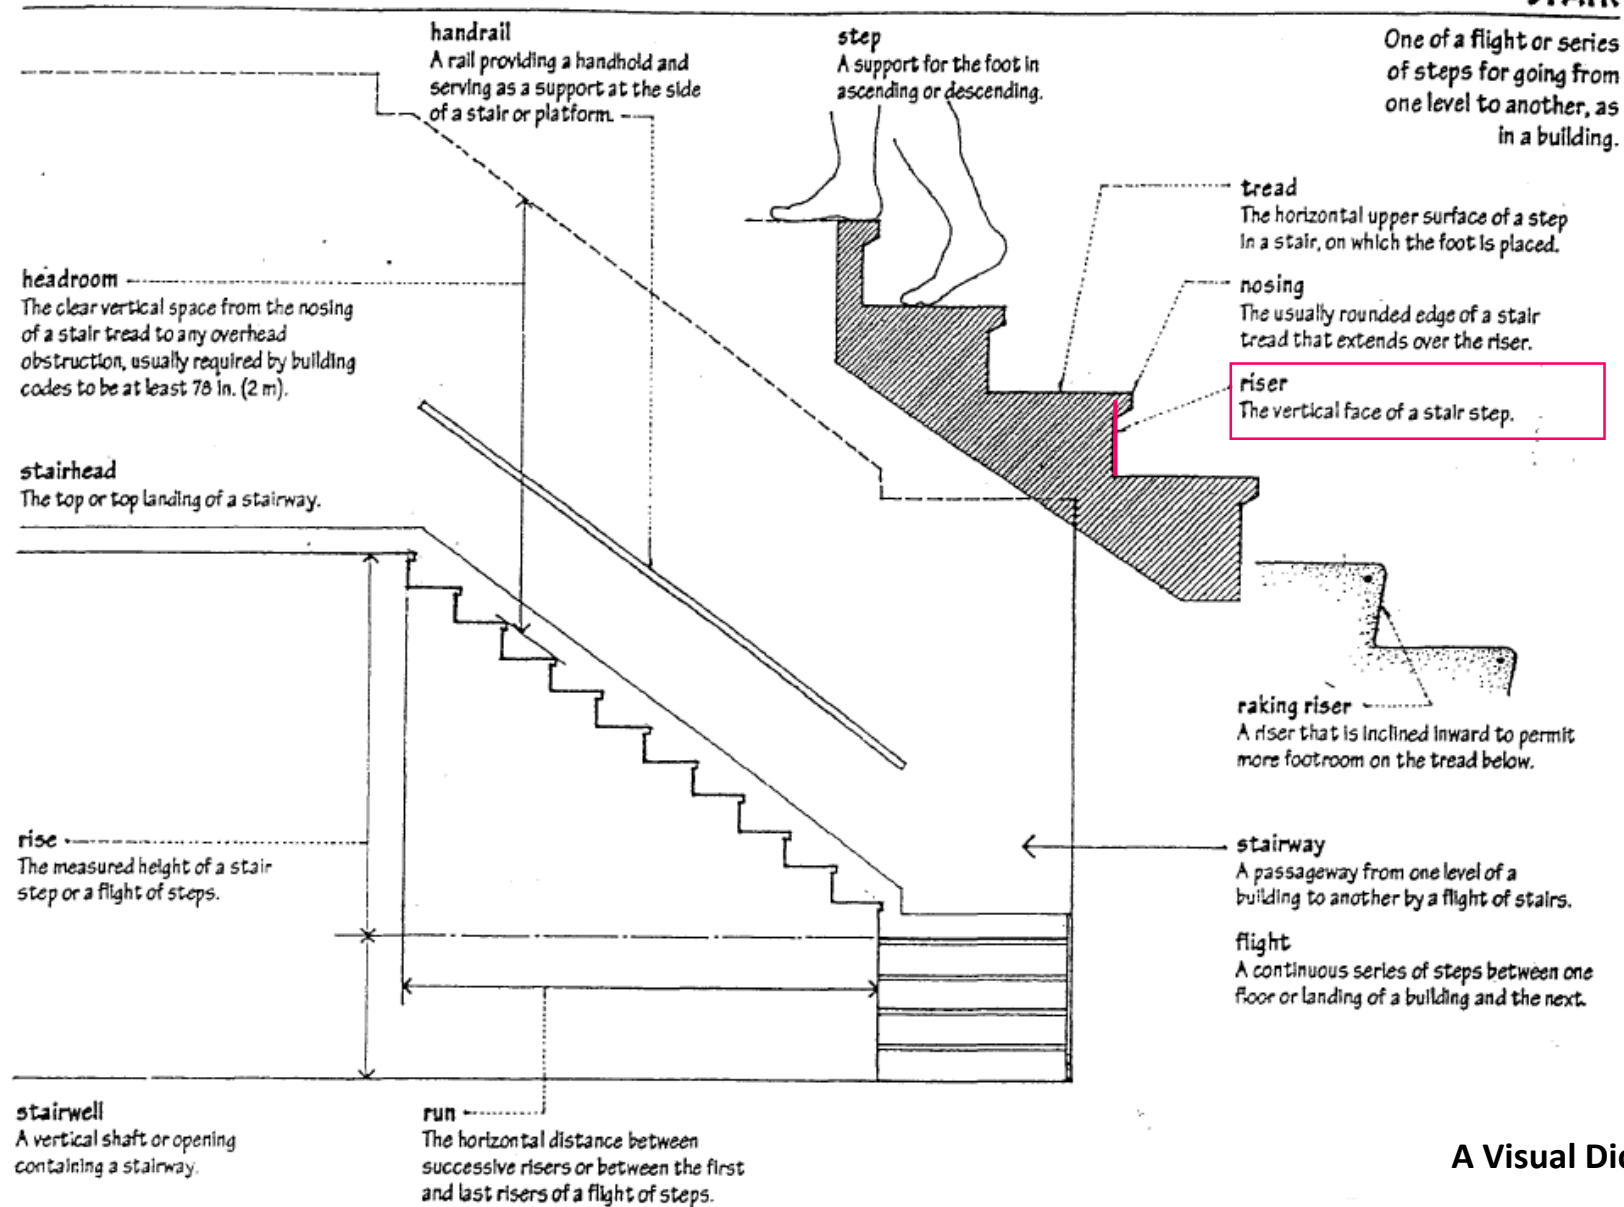 One of a flight or series
of steps for going from
one level to another, as
in a building.
handrail
A rail providing a handhold and
serving as a support at the side
of a stair or platform.
step
A support for the foot in
ascending or descending.
tread
The horizontal upper surface of a step
in a stair, on which the foot is placed.
nosing
The usually rounded edge of a stair
tread that extends over the riser.
riser
The vertical face of a stair step.
headroom
The clear vertical space from the nosing
of a stair tread to any overhead
obstruction, usually required by building
codes to be at least 78 in. (2 m).
stairhead
The top or top landing of a stairway.
raking riser
A riser that is inclined inward to permit
more footroom on the tread below.
rise
The measured height of a stair
step or a flight of steps.
stairway
A passageway from one level of a
building to another by a flight of stairs.
flight
A continuous series of steps between one
floor or landing of a building and the next.
stairwell
A vertical shaft or opening
containing a stairway.
run
The horizontal distance between
successive risers or between the first
and last risers of a flight of steps.
A Visual Dic